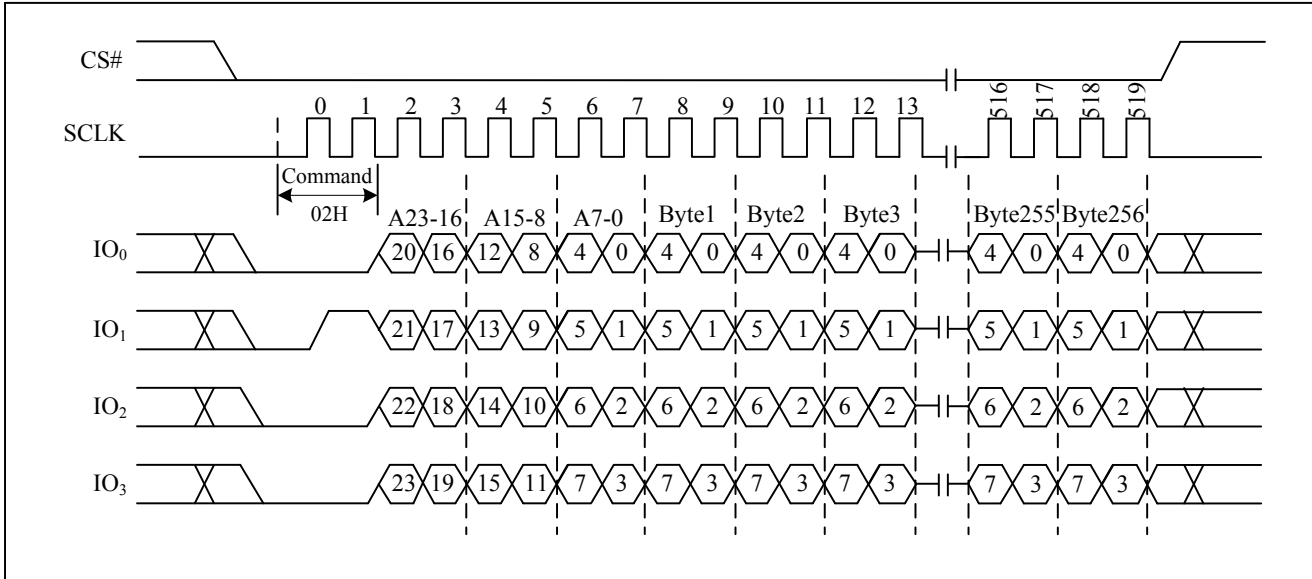 CS#
0 1 2 3 4 5 6 7 8 9 10 11 12 13 516 517 518 519
SCLK
Command
02H
A23-16 A15-8 A7-0 Byte1 Byte2 Byte3 Byte255 Byte256
IO₀ 20 16 12 8 4 0 4 0 4 0 4 0 4 0 4 0
IO₁ 21 17 13 9 5 1 5 1 5 1 5 1 5 1 5 1
IO₂ 22 18 14 10 6 2 6 2 6 2 6 2 6 2 6 2
IO₃ 23 19 15 11 7 3 7 3 7 3 7 3 7 3 7 3